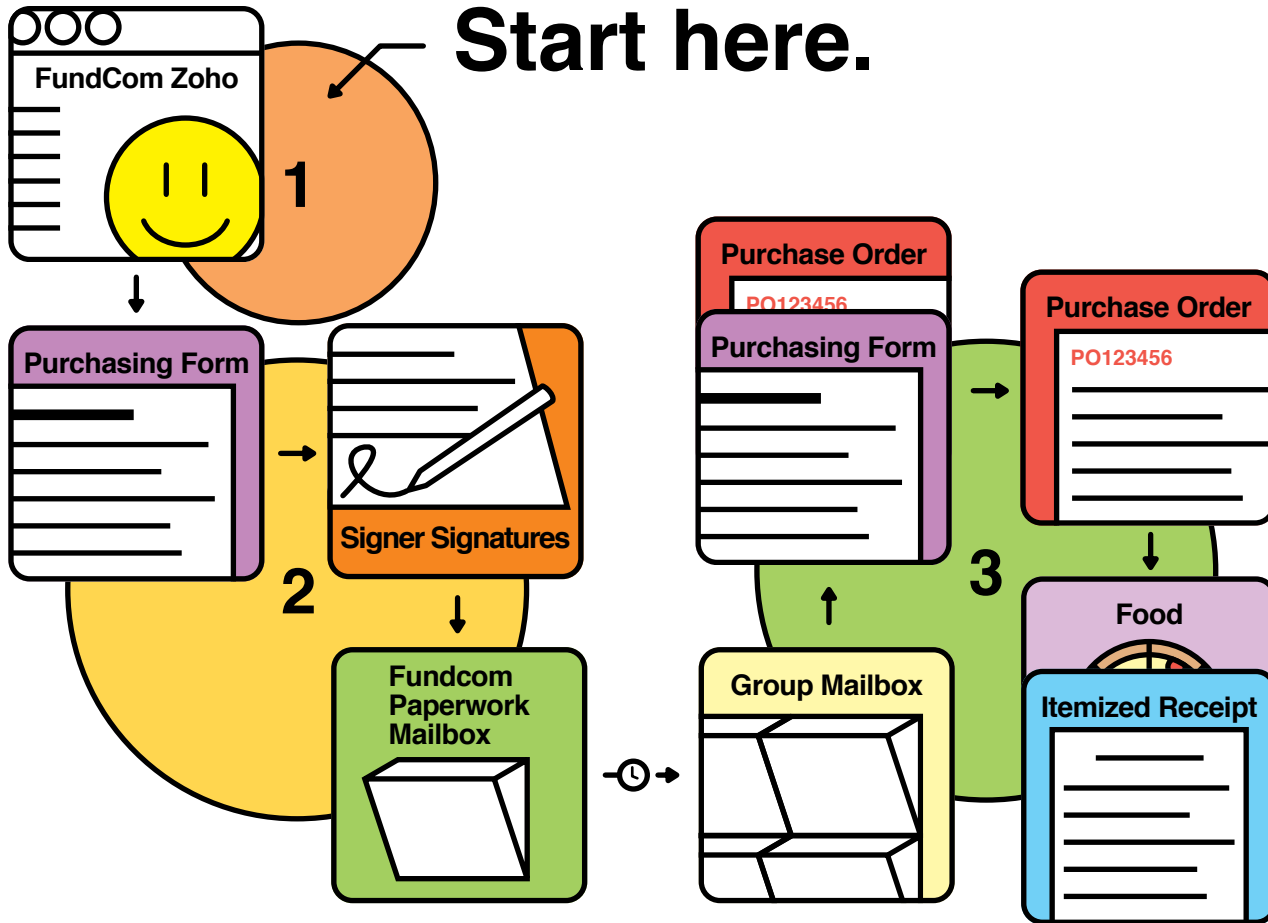 Start here.
FundCom Zoho
1
Purchasing Form
Signer Signatures
2
Fundcom
Paperwork
Mailbox
Group Mailbox
Purchase Order
PO123456
Purchasing Form
3
Purchase Order
PO123456
Food
Itemized Receipt